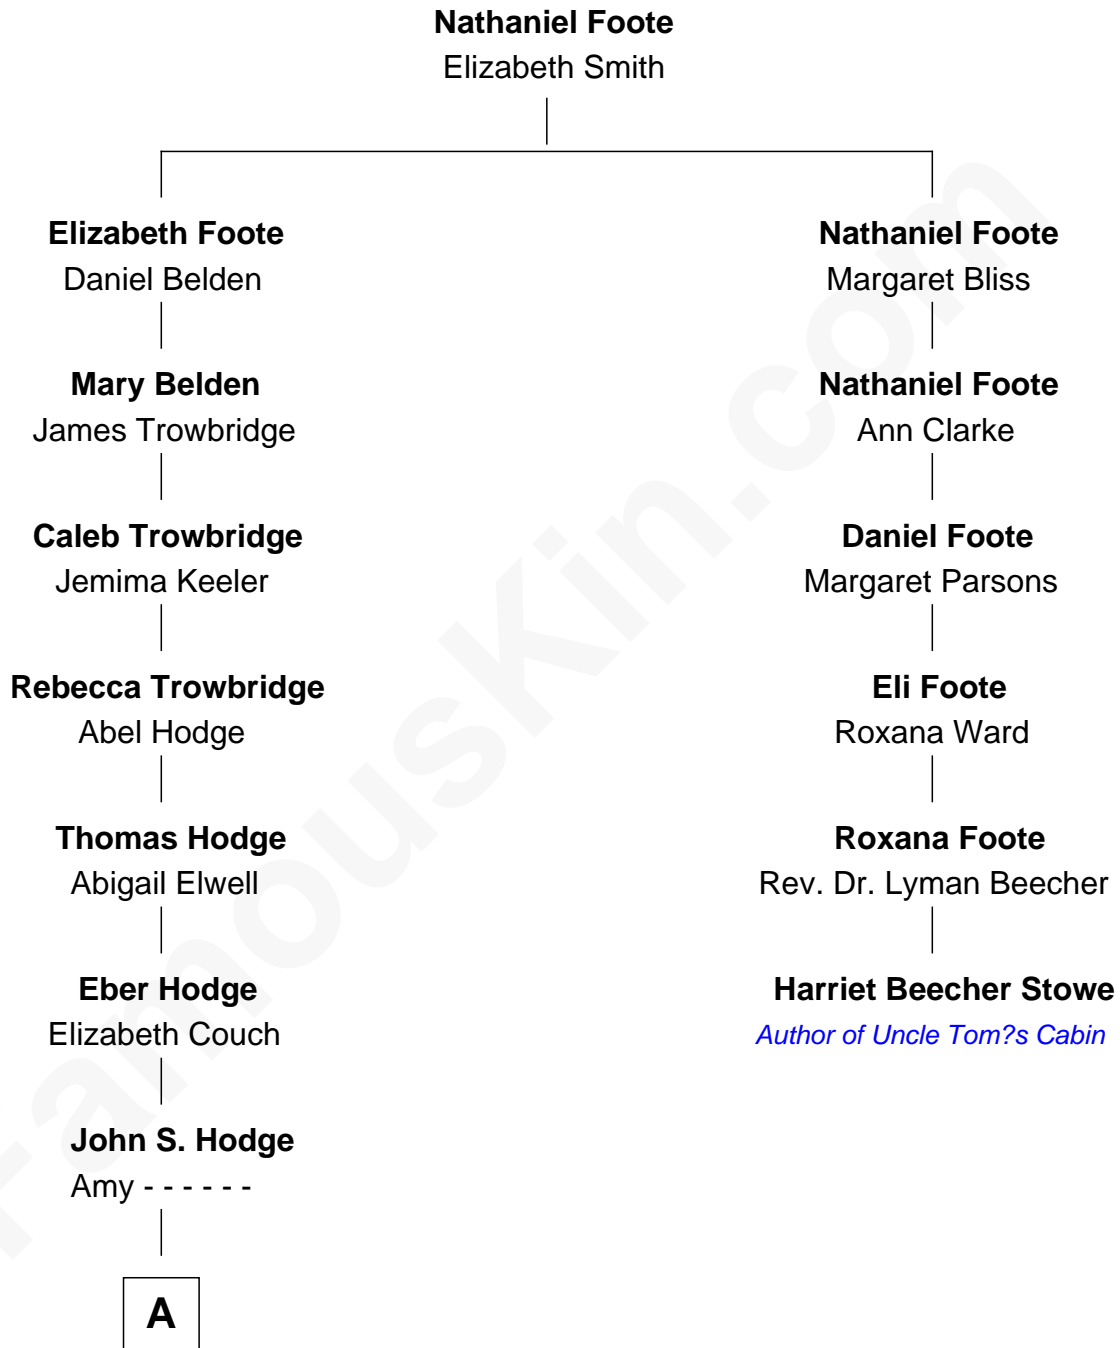 Nathaniel Foote
Elizabeth Smith
Elizabeth Foote
Daniel Belden
Nathaniel Foote
Margaret Bliss
Mary Belden
James Trowbridge
Nathaniel Foote
Ann Clarke
Caleb Trowbridge
Jemima Keeler
Daniel Foote
Margaret Parsons
Rebecca Trowbridge
Abel Hodge
Eli Foote
Roxana Ward
Thomas Hodge
Abigail Elwell
Roxana Foote
Rev. Dr. Lyman Beecher
Eber Hodge
Elizabeth Couch
Harriet Beecher Stowe
Author of Uncle Tom?s Cabin
John S. Hodge
Amy - - - - - -
A
FamousKin.com